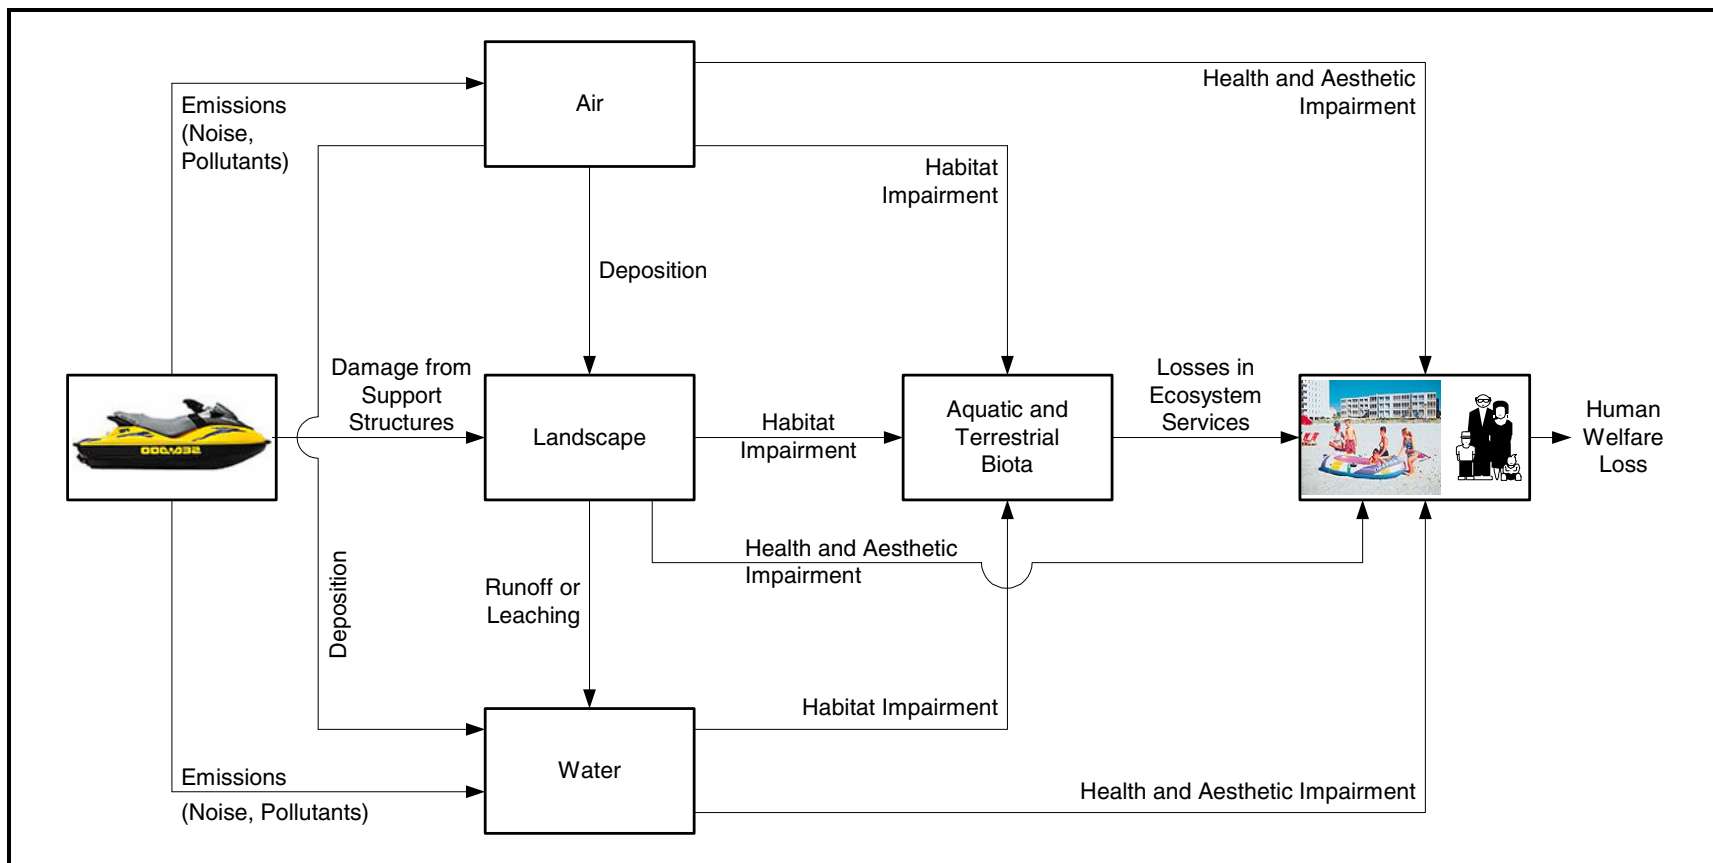 Air
Health and Aesthetic
Impairment
Emissions
(Noise,
Pollutants)
Habitat
Impairment
Deposition
Damage from
Support
Structures
Landscape
Habitat
Impairment
Aquatic and
Terrestrial
Biota
Losses in
Ecosystem
Services
Human
Welfare
Loss
Health and Aesthetic
Impairment
Runoff or
Leaching
Deposition
Habitat Impairment
Water
Emissions
(Noise, Pollutants)
Health and Aesthetic Impairment